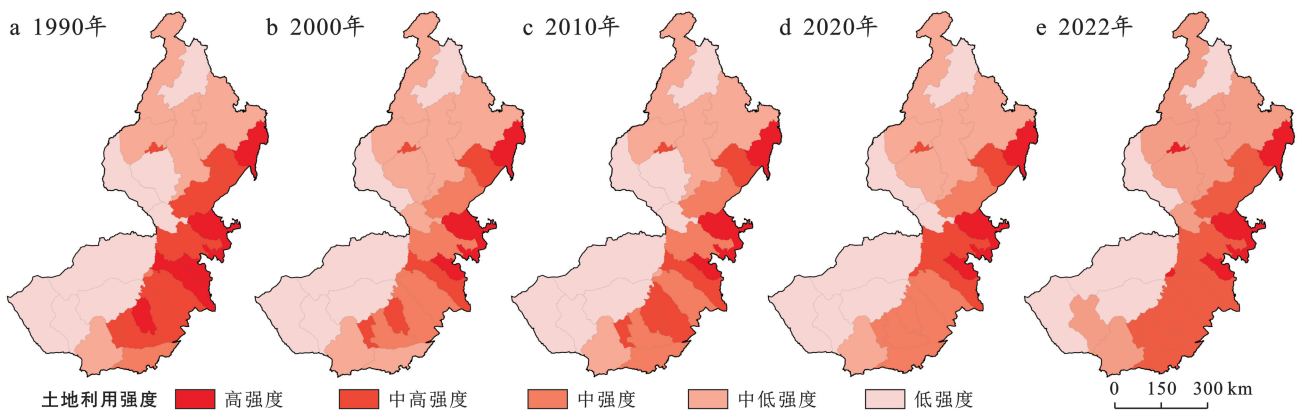 a 1990年
b 2000年
c 2010年
d 2020年
e 2022年
土地利用强度 高强度 中高强度 中强度 中低强度 低强度
0 150 300 km